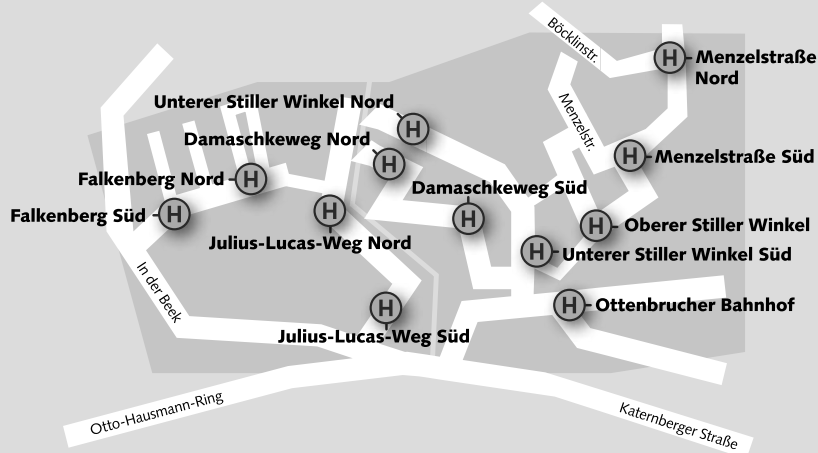 Böcklinstr.
H
Menzelstraße
Nord
Menzelstr.
Unterer Stiller Winkel Nord
H
Damaschkeweg Nord
H
H
Menzelstraße Süd
Falkenberg Nord
H
Damaschkeweg Süd
H
Falkenberg Süd
H
H
Julius-Lucas-Weg Nord
H
Oberer Stiller Winkel
H
Unterer Stiller Winkel Süd
In der Beek
H
Ottenbrucher Bahnhof
H
Julius-Lucas-Weg Süd
Otto-Hausmann-Ring
Katernberger Straße